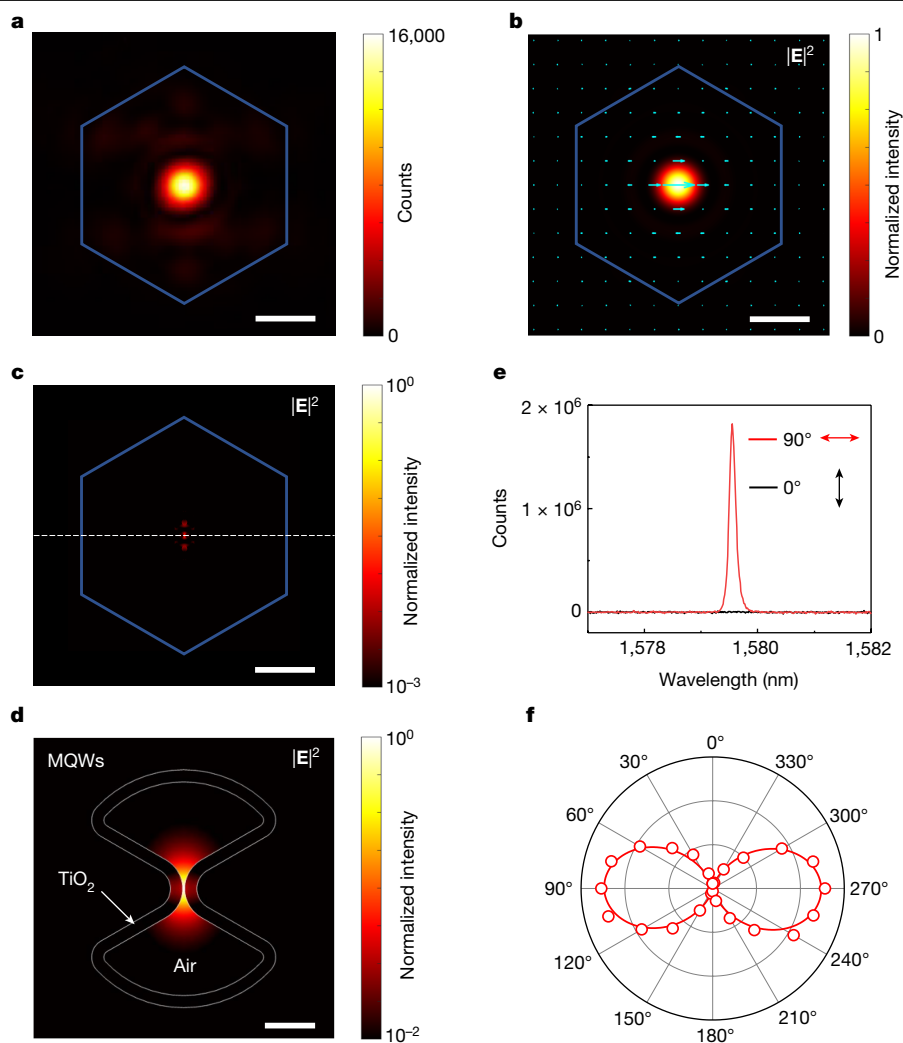 a
16,000
Counts
0
b
|E|²
1
Normalized intensity
0
c
|E|²
10⁰
Normalized intensity
10⁻³
e
2 × 10⁶
1 × 10⁶
0
Counts
90°
0°
1,578
1,580
1,582
Wavelength (nm)
d
MQWs
|E|²
TiO₂
Air
10⁰
Normalized intensity
10⁻²
f
0°
30°
330°
60°
300°
90°
270°
120°
240°
150°
210°
180°